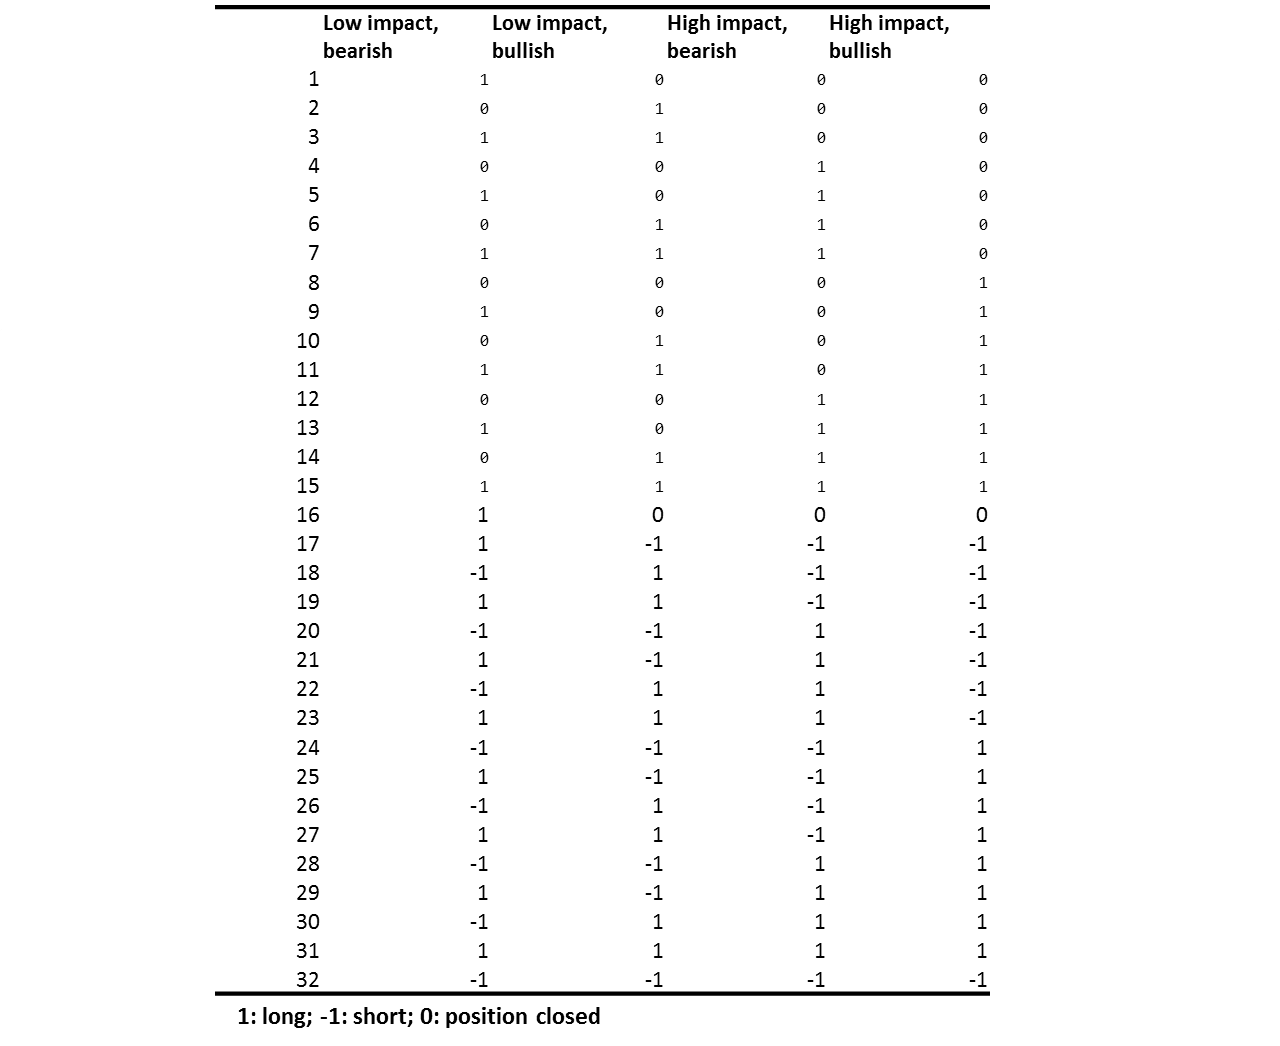 Low impact, bearish Low impact, bullish High impact, bearish High impact, bullish
1 1 0 0 0
2 0 1 0 0
3 1 1 0 0
4 0 0 1 0
5 1 0 1 0
6 0 1 1 0
7 1 1 1 0
8 0 0 0 1
9 1 0 0 1
10 0 1 0 1
11 1 1 0 1
12 0 0 1 1
13 1 0 1 1
14 0 1 1 1
15 1 1 1 1
16 1 0 0 0
17 1 -1 -1 -1
18 -1 1 -1 -1
19 1 1 -1 -1
20 -1 -1 1 -1
21 1 -1 1 -1
22 -1 1 1 -1
23 1 1 1 -1
24 -1 -1 -1 1
25 1 -1 -1 1
26 -1 1 -1 1
27 1 1 -1 1
28 -1 -1 1 1
29 1 -1 1 1
30 -1 1 1 1
31 1 1 1 1
32 -1 -1 -1 -1
1: long; -1: short; 0: position closed